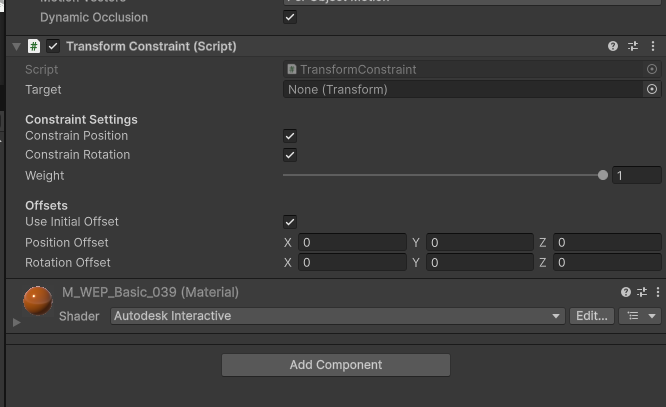 Dynamic Occlusion
Transform Constraint (Script)
Script TransformConstraint
Target None (Transform)
Constraint Settings
Constrain Position
Constrain Rotation
Weight 1
Offsets
Use Initial Offset
Position Offset X 0 Y 0 Z 0
Rotation Offset X 0 Y 0 Z 0
M_WEP_Basic_039 (Material)
Shader Autodesk Interactive Edit...
Add Component